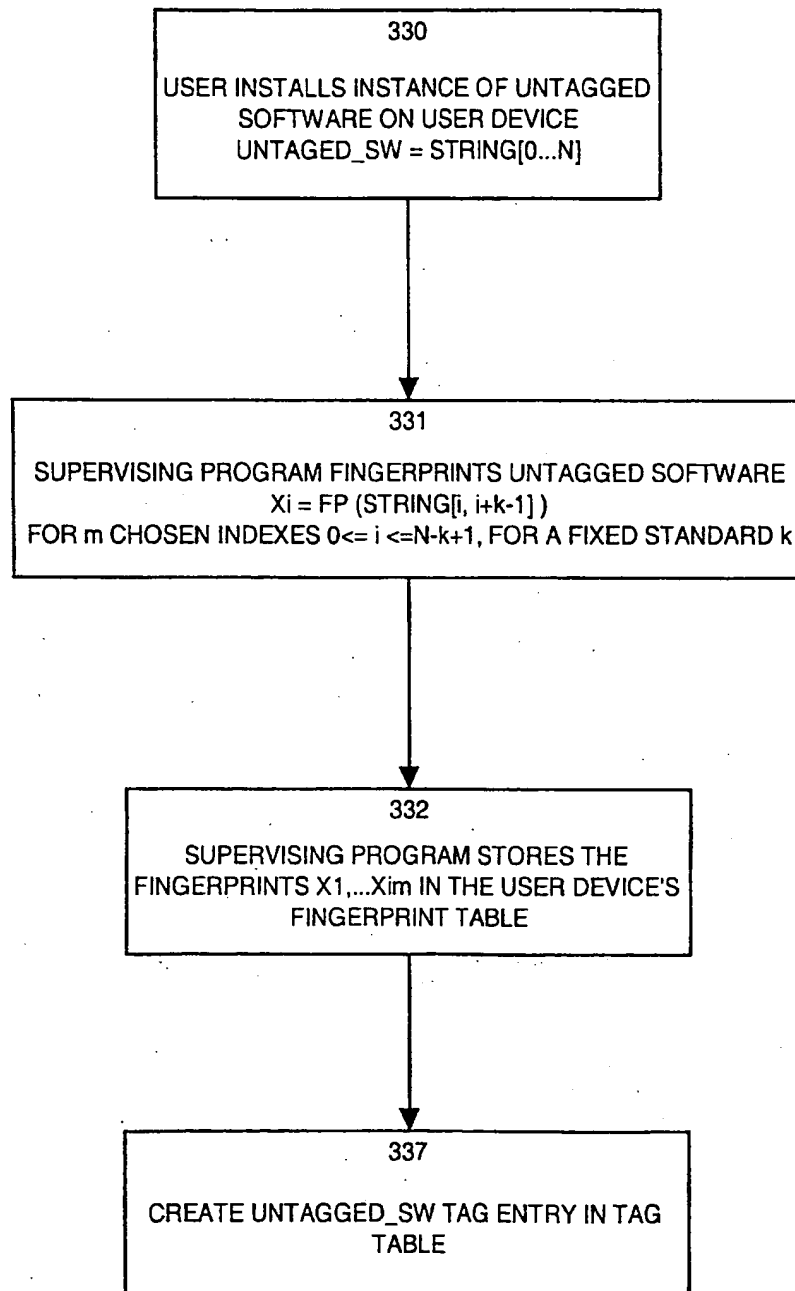 330
USER INSTALLS INSTANCE OF UNTAGGED
SOFTWARE ON USER DEVICE
UNTAGED_SW = STRING[0...N]
331
SUPERVISING PROGRAM FINGERPRINTS UNTAGGED SOFTWARE
Xi = FP (STRING[i, i+k-1] )
FOR m CHOSEN INDEXES 0<= i <=N-k+1, FOR A FIXED STANDARD k
332
SUPERVISING PROGRAM STORES THE
FINGERPRINTS X1,...Xim IN THE USER DEVICE'S
FINGERPRINT TABLE
337
CREATE UNTAGGED_SW TAG ENTRY IN TAG
TABLE